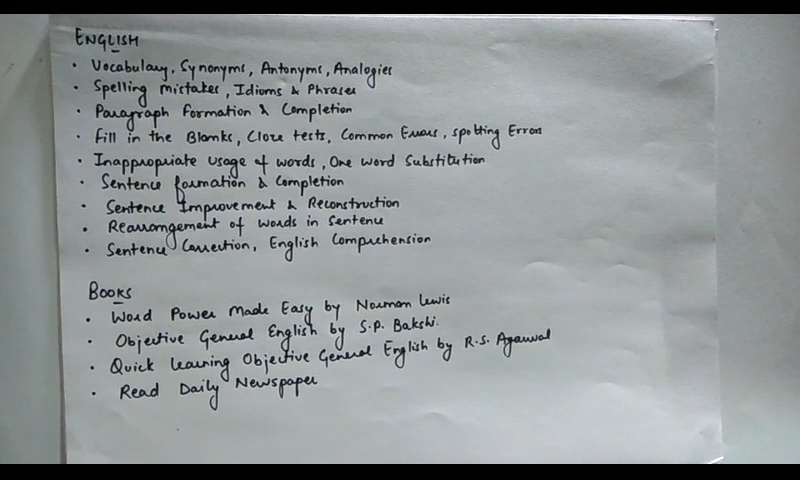 ENGLISH
• Vocabulary, Synonyms, Antonyms, Analogies
• Spelling Mistakes, Idioms & Phrases
• Paragraph Formation & Completion
• Fill in the Blanks, Cloze tests, Common Errors, spotting Errors
• Inappropriate usage of words, One word Substitution
• Sentence formation & Completion
• Sentence Improvement & Reconstruction
• Rearrangement of words in Sentence
• Sentence Correction, English Comprehension
BOOKS
• Word Power Made Easy by Norman Lewis
• Objective General English by S.P. Bakshi.
• Quick Learning Objective General English by R.S. Agarwal
• Read Daily Newspaper